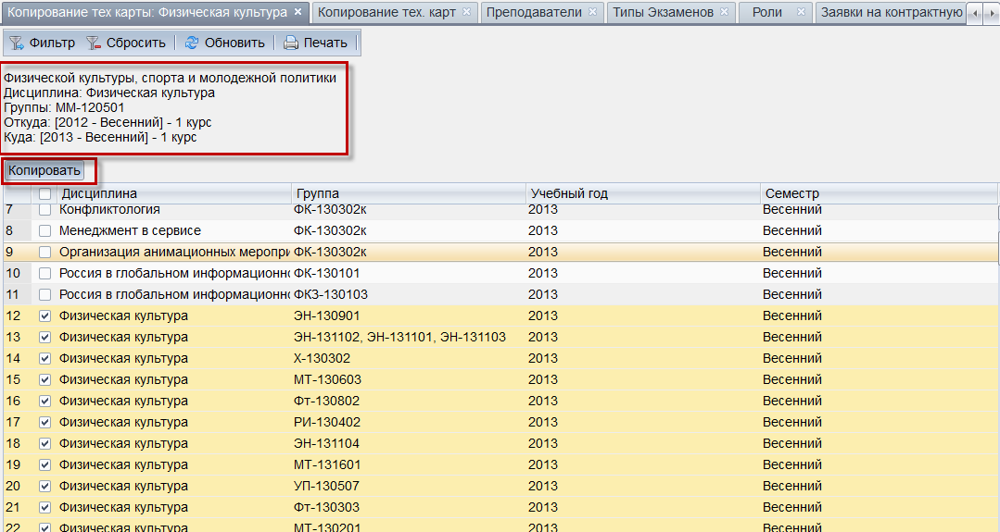 Копирование тех карты: Физическая культура Копирование тех. карт Преподаватели Типы Экзаменов Роли Заявки на контрактную
Фильтр Сбросить Обновить Печать
Физической культуры, спорта и молодежной политики
Дисциплина: Физическая культура
Группы: ММ-120501
Откуда: [2012 - Весенний] - 1 курс
Куда: [2013 - Весенний] - 1 курс
Копировать
Дисциплина Группа Учебный год Семестр
7 Конфликтология ФК-130302к 2013 Весенний
8 Менеджмент в сервисе ФК-130302к 2013 Весенний
9 Организация анимационных меропри ФК-130302к 2013 Весенний
10 Россия в глобальном информационно ФК-130101 2013 Весенний
11 Россия в глобальном информационно ФКЗ-130103 2013 Весенний
12 Физическая культура ЭН-130901 2013 Весенний
13 Физическая культура ЭН-131102, ЭН-131101, ЭН-131103 2013 Весенний
14 Физическая культура Х-130302 2013 Весенний
15 Физическая культура МТ-130603 2013 Весенний
16 Физическая культура Фт-130802 2013 Весенний
17 Физическая культура РИ-130402 2013 Весенний
18 Физическая культура ЭН-131104 2013 Весенний
19 Физическая культура МТ-131601 2013 Весенний
20 Физическая культура УП-130507 2013 Весенний
21 Физическая культура Фт-130303 2013 Весенний
22 Физическая культура МТ-130201 2013 Весенний